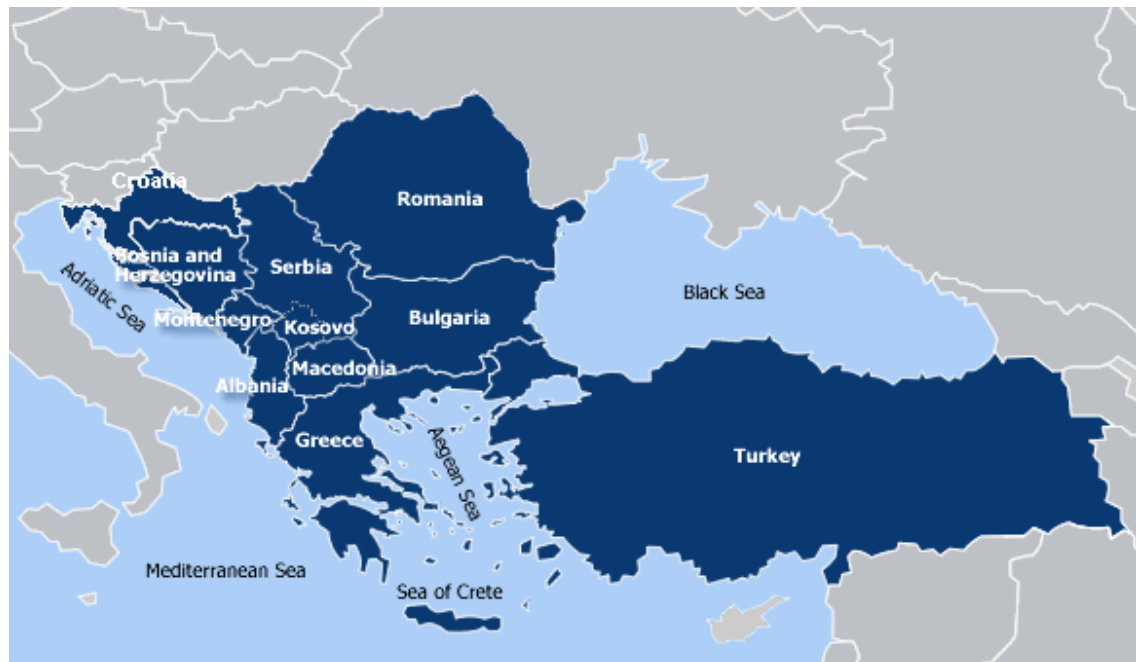 Croatia
Romania
Bosnia and
Herzegovina
Serbia
Adriatic Sea
Black Sea
Montenegro
Kosovo
Bulgaria
Macedonia
Albania
Greece
Aegean Sea
Turkey
Mediterranean Sea
Sea of Crete